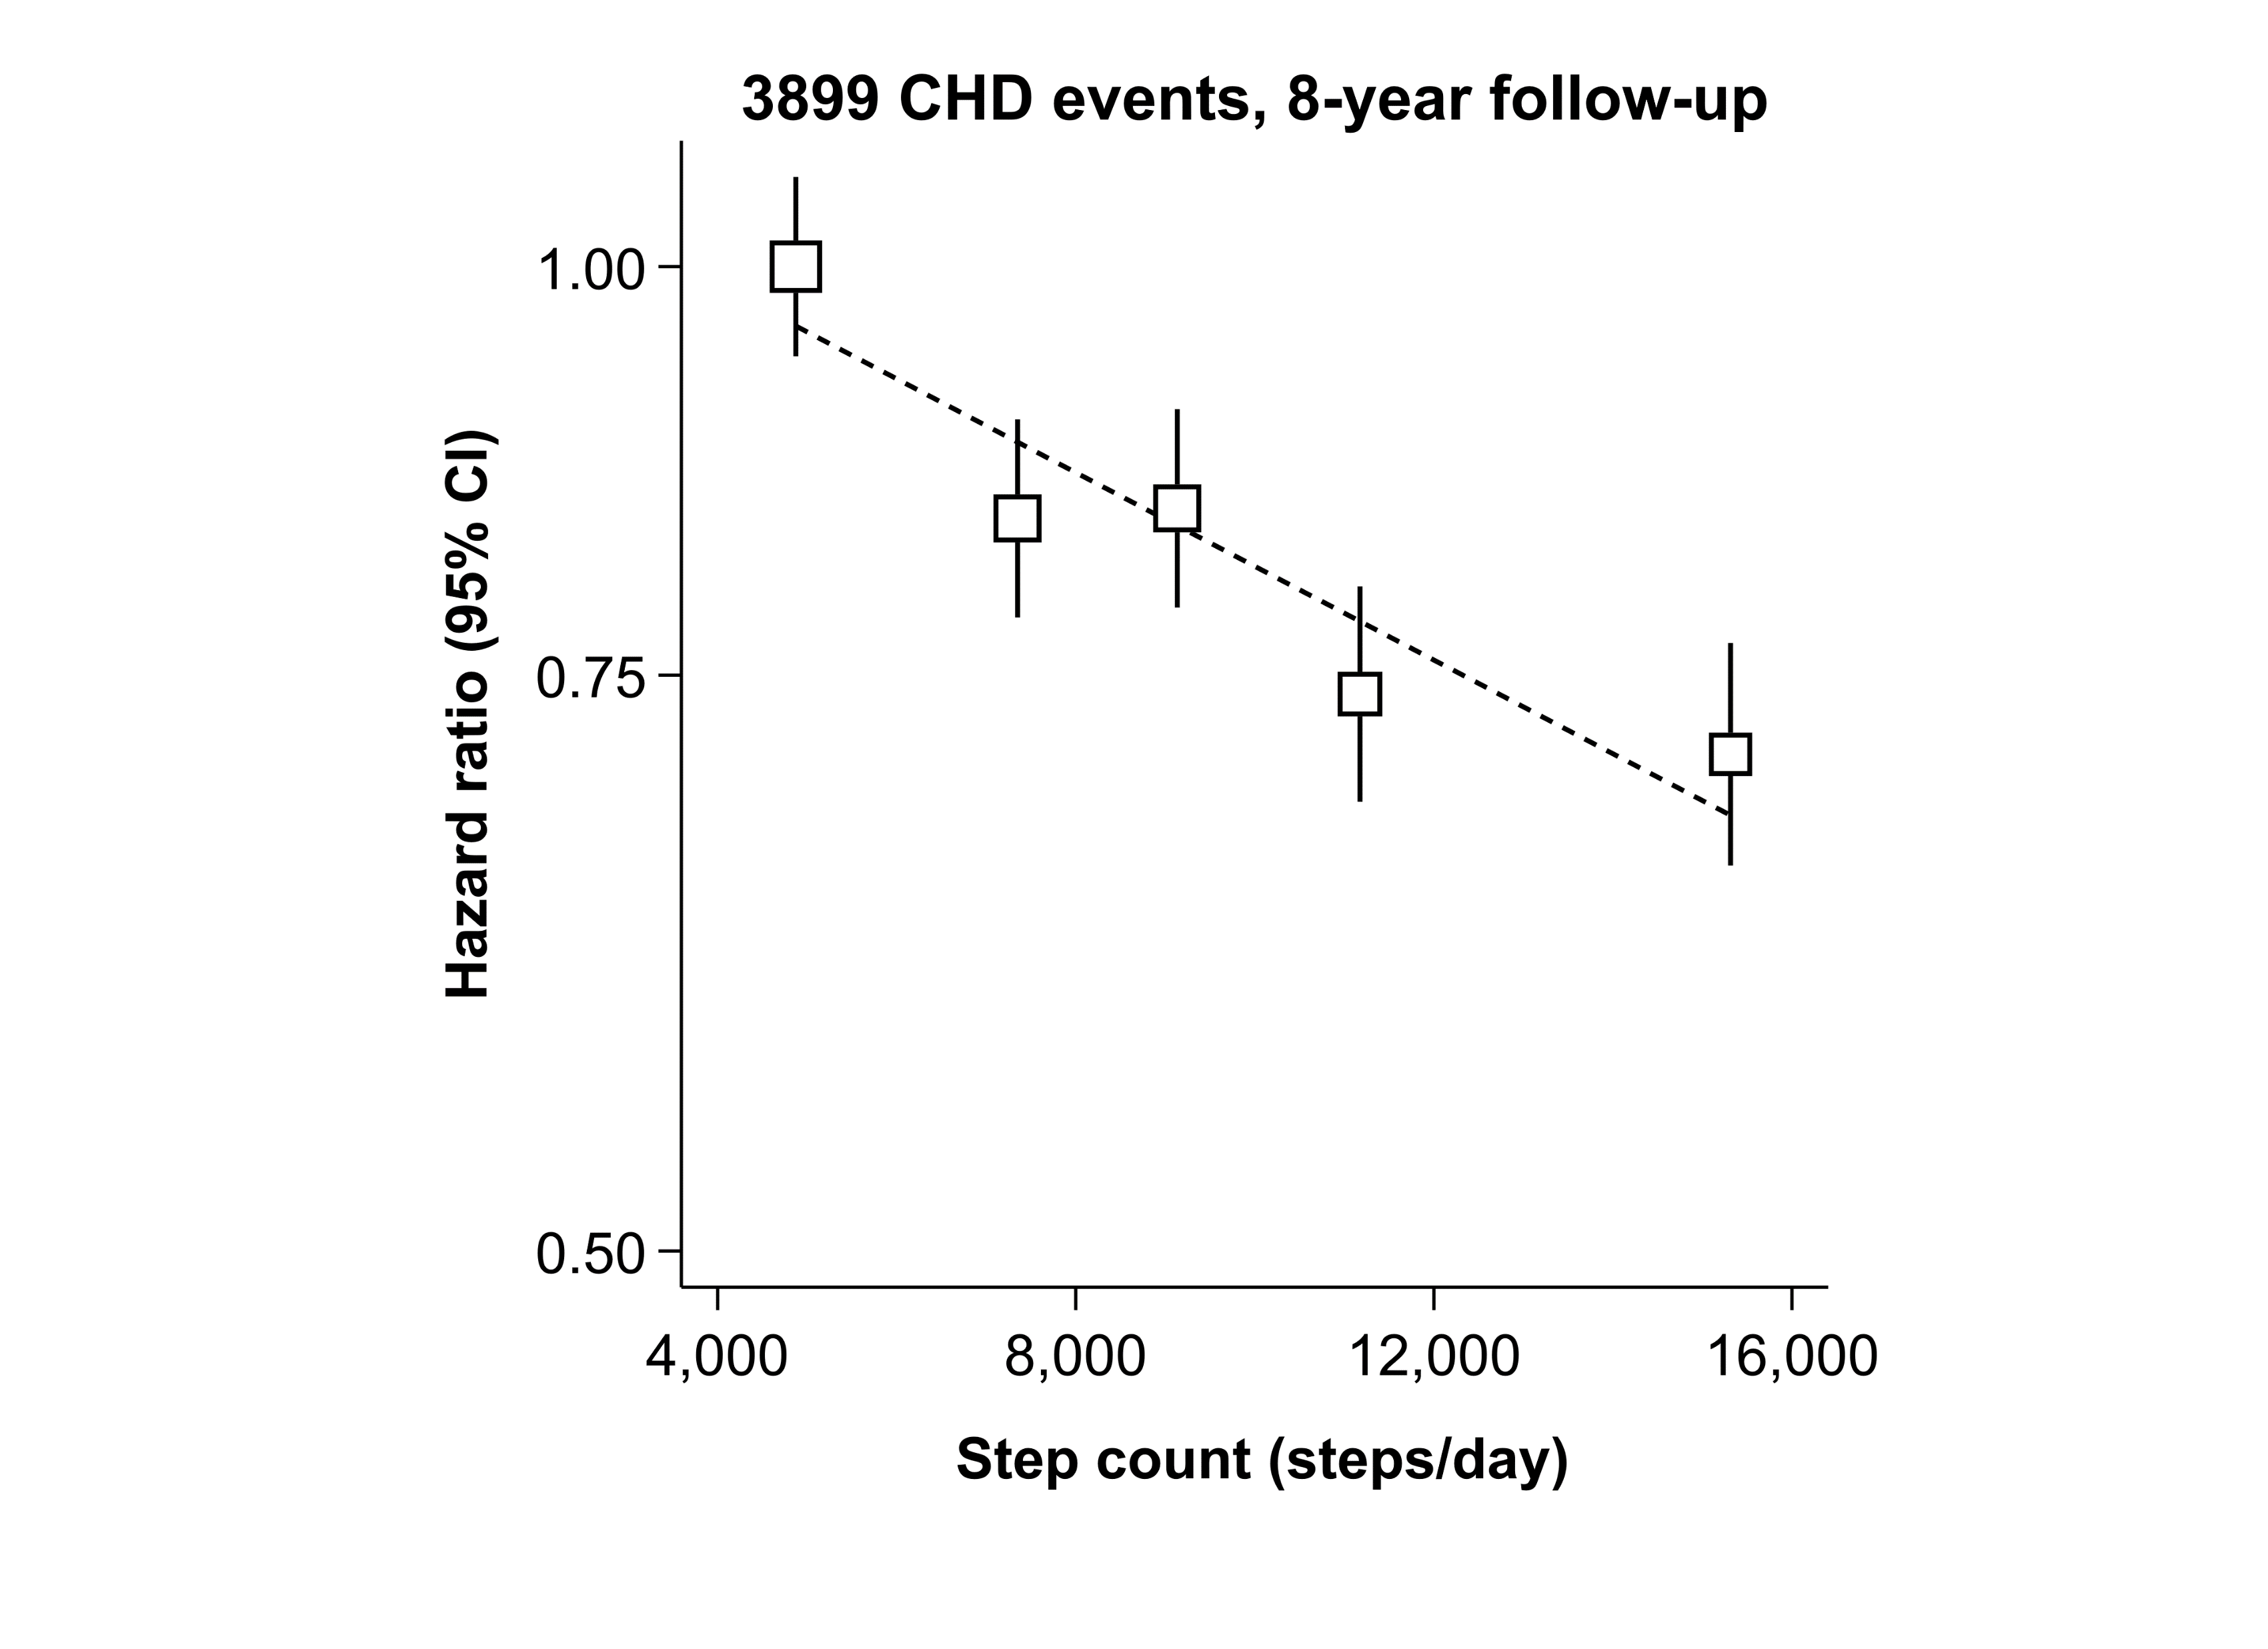 3899 CHD events, 8-year follow-up
1.00
0.75
0.50
Hazard ratio (95% CI)
4,000 8,000 12,000 16,000
Step count (steps/day)